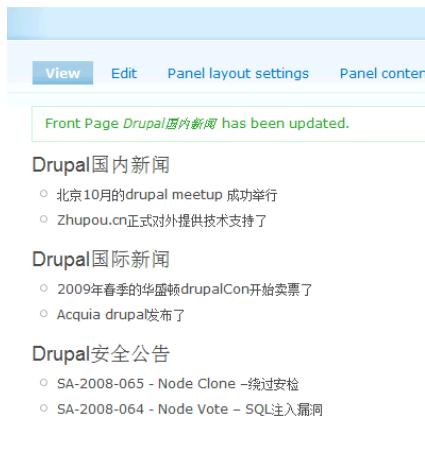 View Edit Panel layout settings Panel conten
Front Page Drupal国内新闻 has been updated.
Drupal国内新闻
北京10月的drupal meetup 成功举行
Zhupou.cn正式对外提供技术支持了
Drupal国际新闻
2009年春季的华盛顿drupalCon开始卖票了
Acquia drupal发布了
Drupal安全公告
SA-2008-065 - Node Clone –绕过安检
SA-2008-064 - Node Vote – SQL注入漏洞